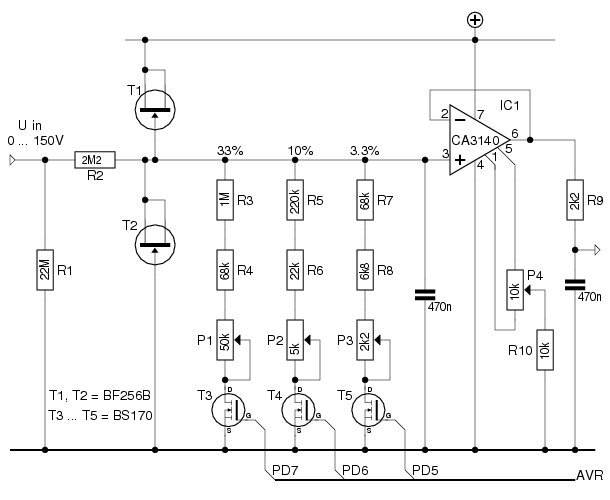 IC1
T1
U in
0 ... 150V
2
7
6
CA3140
5
3
4
1
33%
10%
3.3%
2M2
R2
1M
R3
220k
R5
68k
R7
2k2
R9
T2
22M
R1
68k
R4
22k
R6
6k8
R8
470n
10k
P4
470n
P1
50k
P2
5k
P3
2k2
R10
10k
T1, T2 = BF256B
T3 ... T5 = BS170
T3
D
G
S
T4
D
G
S
T5
D
G
S
PD7
PD6
PD5
AVR